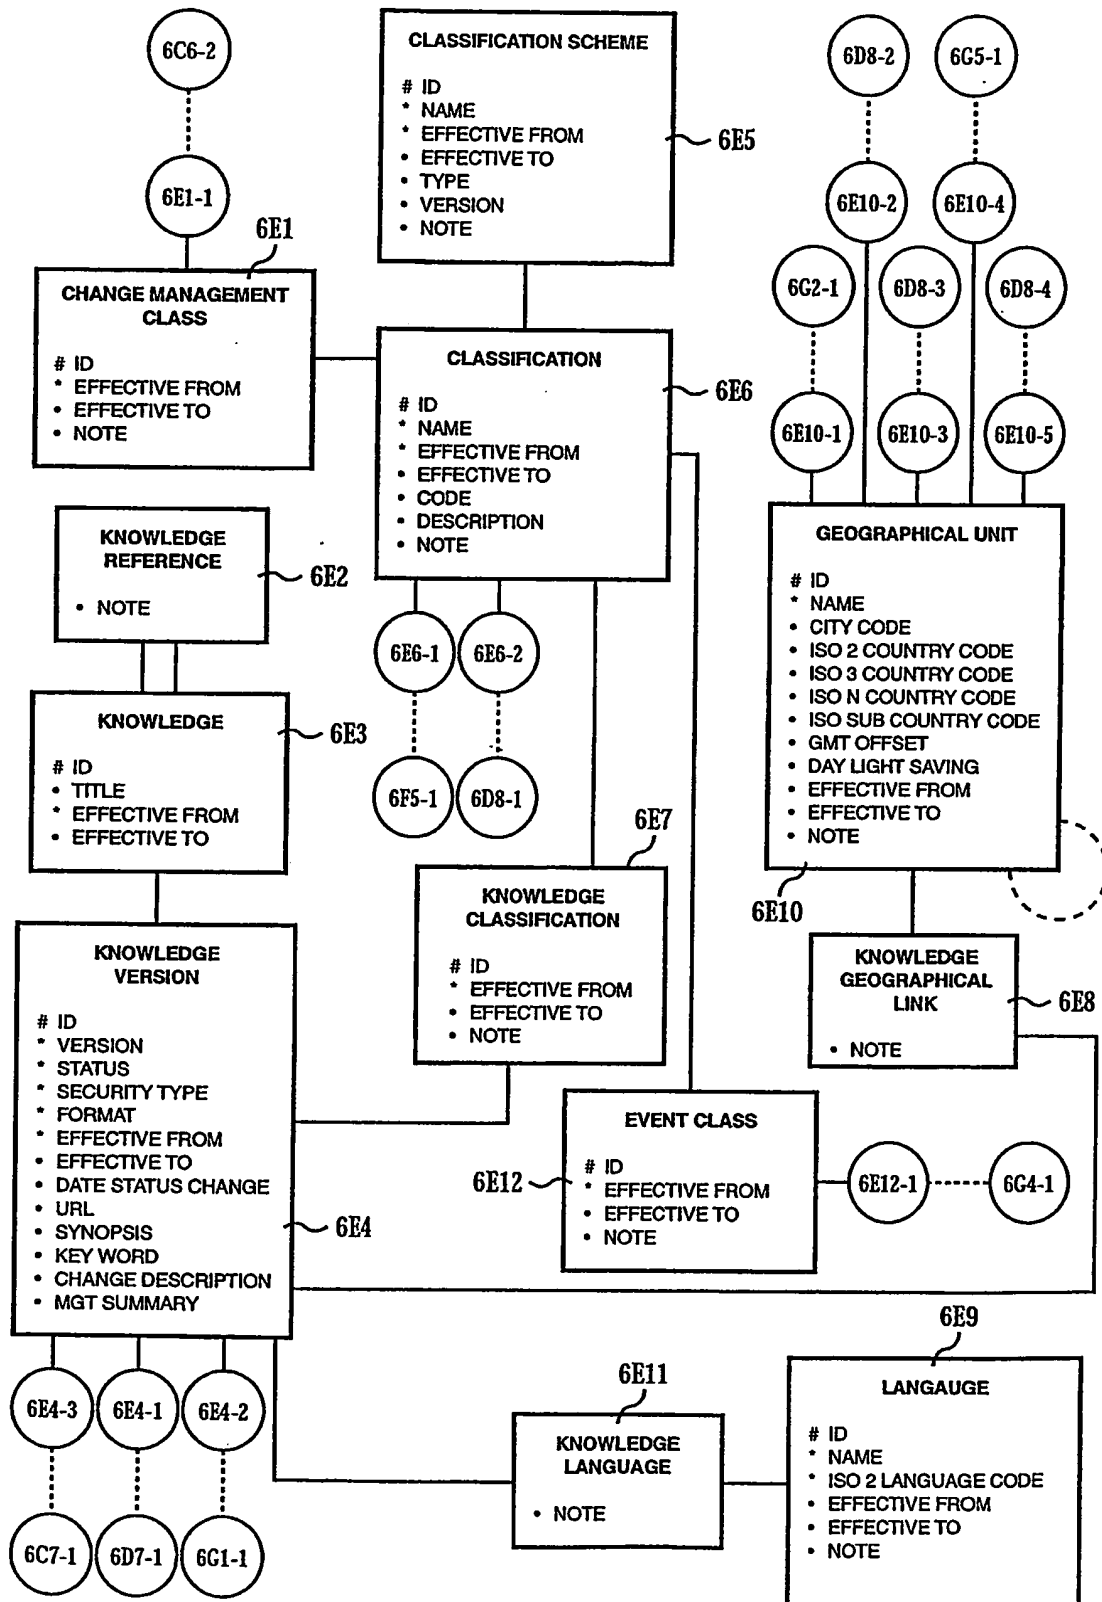 6C6-2
6E1-1
6E1
CHANGE MANAGEMENT
CLASS
# ID
* EFFECTIVE FROM
• EFFECTIVE TO
• NOTE
CLASSIFICATION SCHEME
# ID
* NAME
* EFFECTIVE FROM
• EFFECTIVE TO
• TYPE
• VERSION
• NOTE
6E5
6D8-2
6G5-1
6E10-2
6E10-4
6G2-1
6D8-3
6D8-4
6E10-1
6E10-3
6E10-5
CLASSIFICATION
# ID
* NAME
* EFFECTIVE FROM
• EFFECTIVE TO
• CODE
• DESCRIPTION
• NOTE
6E6
6E6-1
6E6-2
6F5-1
6D8-1
KNOWLEDGE
REFERENCE
• NOTE
6E2
KNOWLEDGE
# ID
• TITLE
* EFFECTIVE FROM
• EFFECTIVE TO
6E3
GEOGRAPHICAL UNIT
# ID
* NAME
• CITY CODE
• ISO 2 COUNTRY CODE
• ISO 3 COUNTRY CODE
• ISO N COUNTRY CODE
• ISO SUB COUNTRY CODE
• GMT OFFSET
• DAY LIGHT SAVING
• EFFECTIVE FROM
• EFFECTIVE TO
• NOTE
6E10
6E7
KNOWLEDGE
CLASSIFICATION
# ID
* EFFECTIVE FROM
• EFFECTIVE TO
• NOTE
KNOWLEDGE
GEOGRAPHICAL
LINK
• NOTE
6E8
KNOWLEDGE
VERSION
# ID
* VERSION
* STATUS
* SECURITY TYPE
* FORMAT
* EFFECTIVE FROM
• EFFECTIVE TO
• DATE STATUS CHANGE
• URL
• SYNOPSIS
• KEY WORD
• CHANGE DESCRIPTION
• MGT SUMMARY
6E4
EVENT CLASS
# ID
* EFFECTIVE FROM
• EFFECTIVE TO
• NOTE
6E12
6E12-1
6G4-1
6E4-3
6E4-1
6E4-2
6C7-1
6D7-1
6G1-1
6E11
KNOWLEDGE
LANGUAGE
• NOTE
6E9
LANGAUGE
# ID
* NAME
* ISO 2 LANGUAGE CODE
• EFFECTIVE FROM
• EFFECTIVE TO
• NOTE